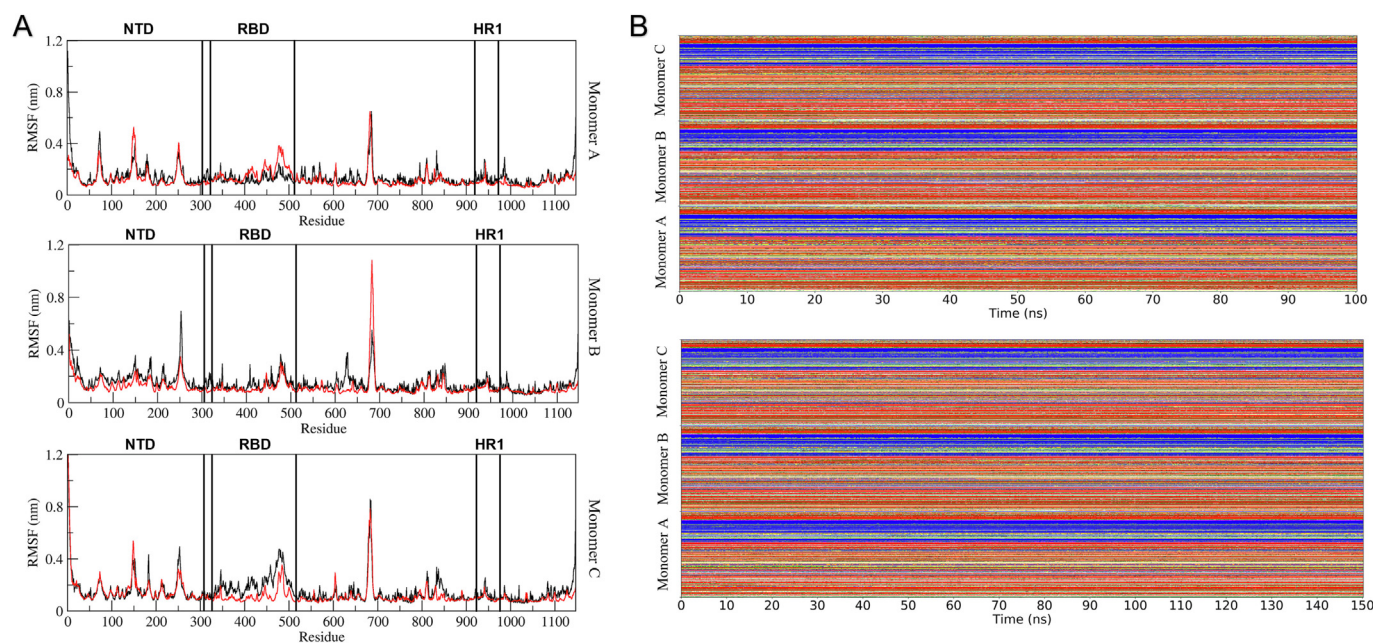 A
NTD RBD HR1
1.2
0.8
0.4
0
RMSF (nm)
0 100 200 300 400 500 600 700 800 900 1000 1100
Residue
Monomer A
NTD RBD HR1
1.2
0.8
0.4
0
RMSF (nm)
0 100 200 300 400 500 600 700 800 900 1000 1100
Residue
Monomer B
NTD RBD HR1
1.2
0.8
0.4
0
RMSF (nm)
0 100 200 300 400 500 600 700 800 900 1000 1100
Residue
Monomer C
B
Monomer C
Monomer B
Monomer A
0 10 20 30 40 50 60 70 80 90 100
Time (ns)
Monomer C
Monomer B
Monomer A
0 10 20 30 40 50 60 70 80 90 100 110 120 130 140 150
Time (ns)